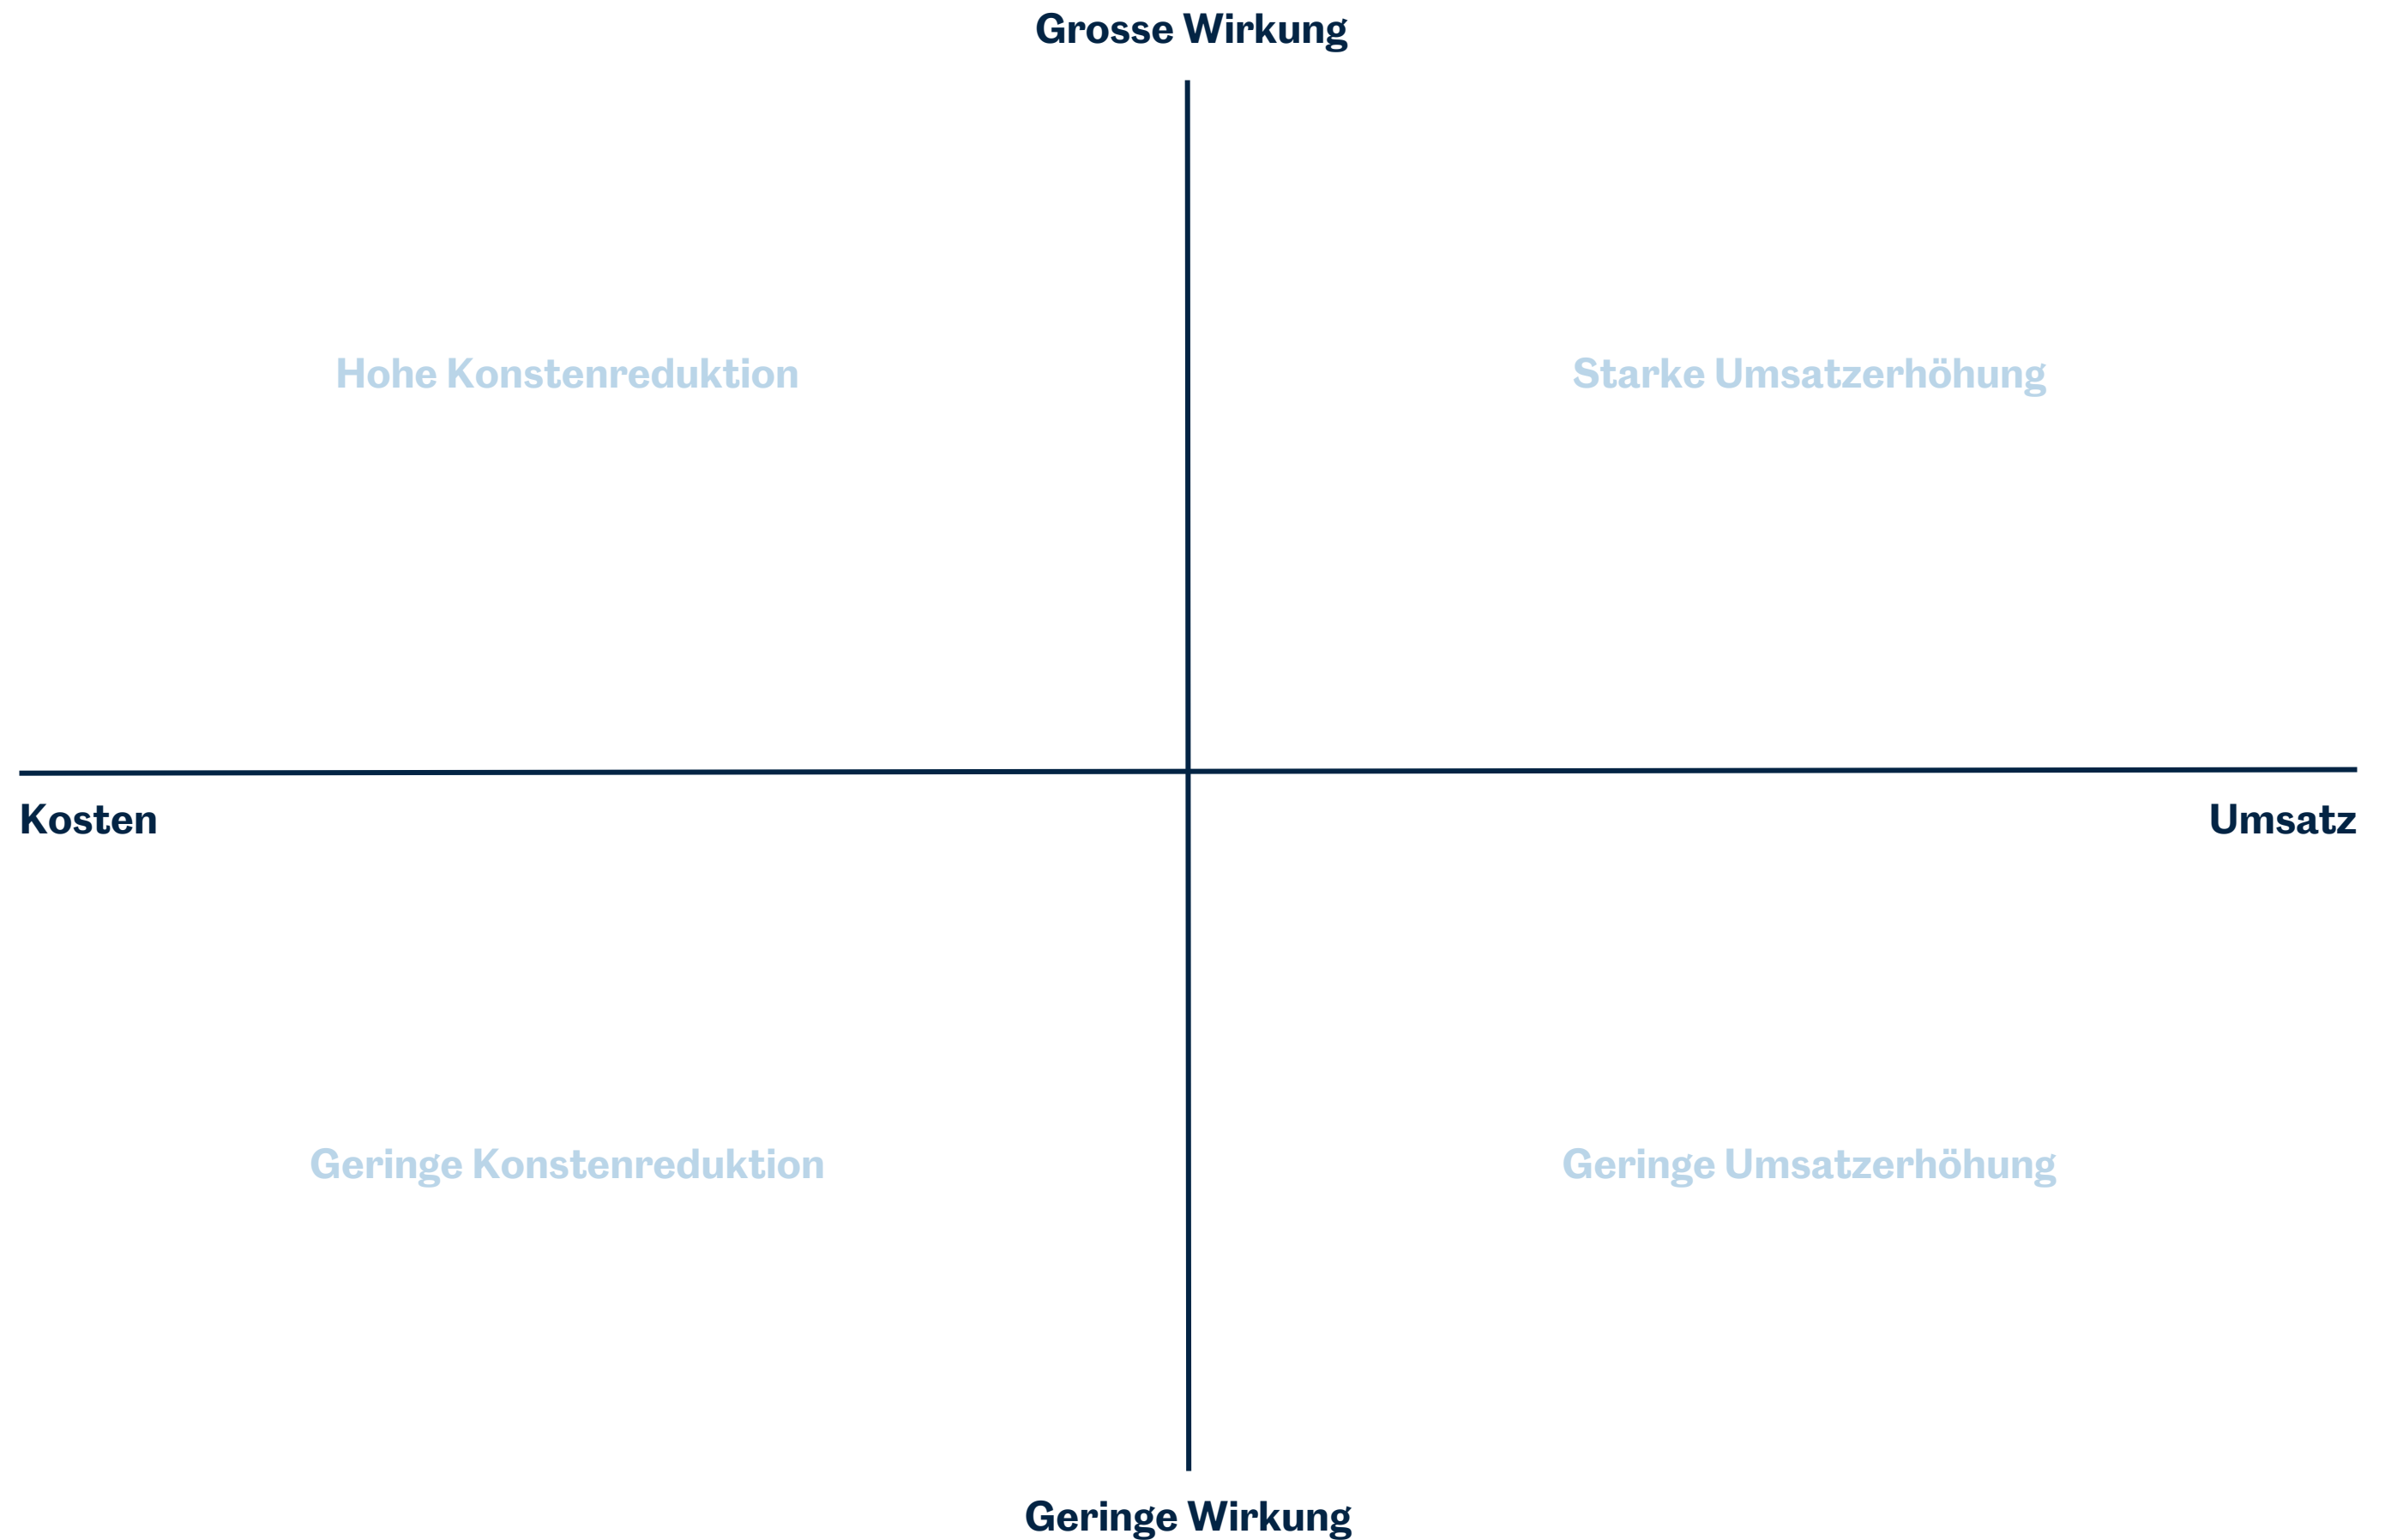 Grosse Wirkung
Hohe Konstenreduktion
Starke Umsatzerhöhung
Kosten
Umsatz
Geringe Konstenreduktion
Geringe Umsatzerhöhung
Geringe Wirkung